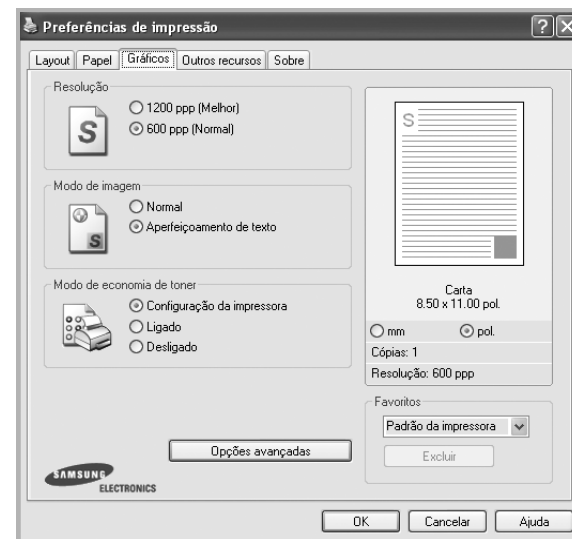 Preferências de impressão
Layout Papel Gráficos Outros recursos Sobre
Resolução
1200 ppp (Melhor)
600 ppp (Normal)
S
Modo de imagem
Normal
Aperfeiçoamento de texto
S
Modo de economia de toner
Configuração da impressora
Ligado
Desligado
Opções avançadas
SAMSUNG
ELECTRONICS
S
Carta
8.50 x 11.00 pol.
mm pol.
Cópias: 1
Resolução: 600 ppp
Favoritos
Padrão da impressora
Excluir
OK Cancelar Ajuda